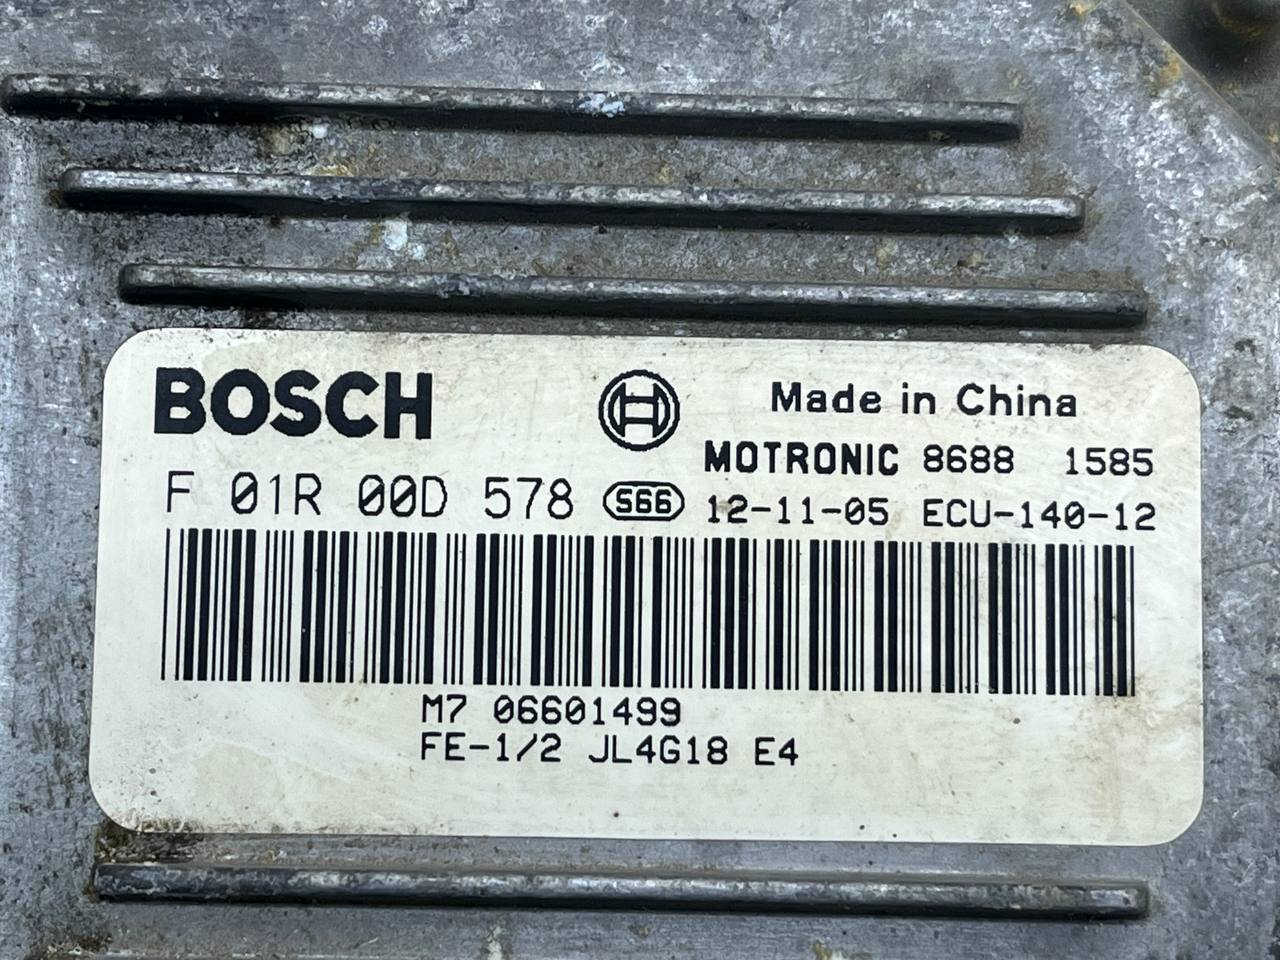 BOSCH
Made in China
MOTRONIC 8688 1585
F 01R 00D 578 S66 12-11-05 ECU-140-12
M7 06601499
FE-1/2 JL4G18 E4